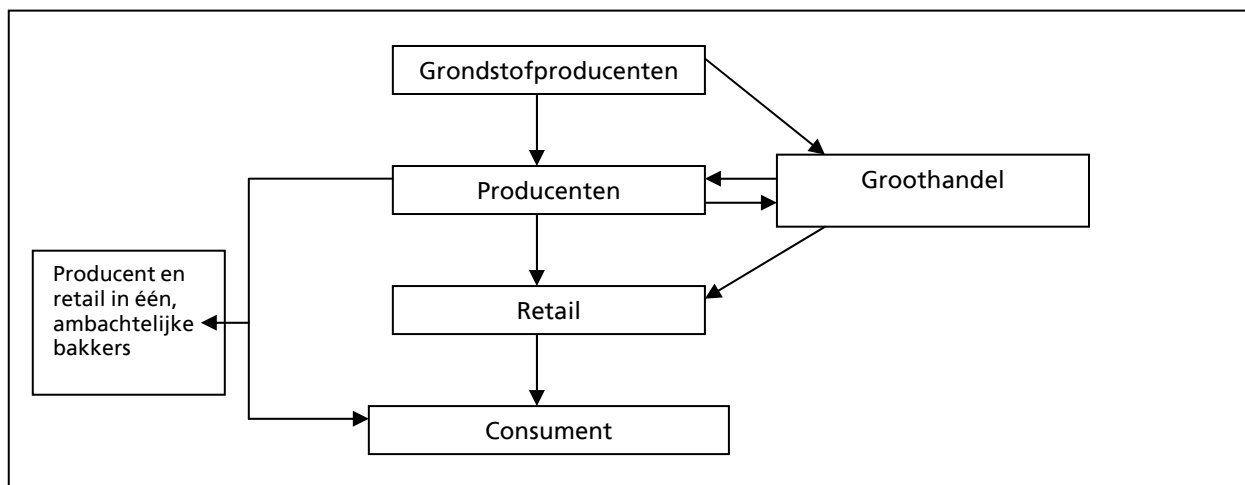 Grondstofproducenten
Producenten
Groothandel
Producent en
retail in één,
ambachtelijke
bakkers
Retail
Consument